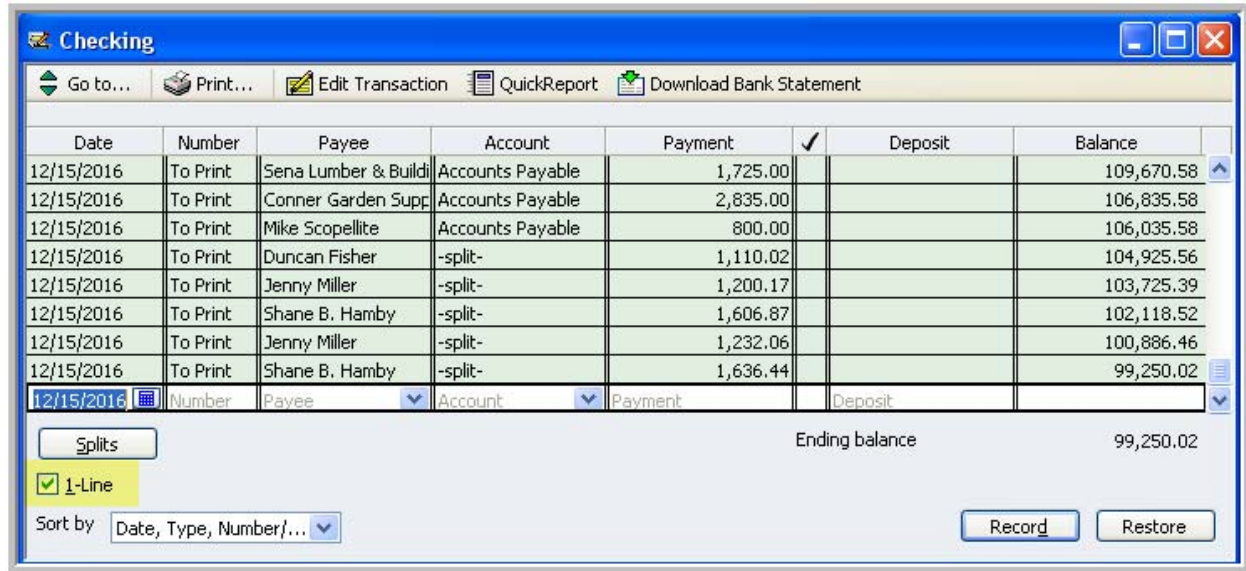 Checking
Go to... Print... Edit Transaction QuickReport Download Bank Statement
Date Number Payee Account Payment ✓ Deposit Balance
12/15/2016 To Print Sena Lumber & Buildi Accounts Payable 1,725.00 109,670.58
12/15/2016 To Print Conner Garden Supp Accounts Payable 2,835.00 106,835.58
12/15/2016 To Print Mike Scopellite Accounts Payable 800.00 106,035.58
12/15/2016 To Print Duncan Fisher -split- 1,110.02 104,925.56
12/15/2016 To Print Jenny Miller -split- 1,200.17 103,725.39
12/15/2016 To Print Shane B. Hamby -split- 1,606.87 102,118.52
12/15/2016 To Print Jenny Miller -split- 1,232.06 100,886.46
12/15/2016 To Print Shane B. Hamby -split- 1,636.44 99,250.02
12/15/2016 Number Payee Account Payment Deposit
Splits Ending balance 99,250.02
1-Line
Sort by Date, Type, Number/... Record Restore